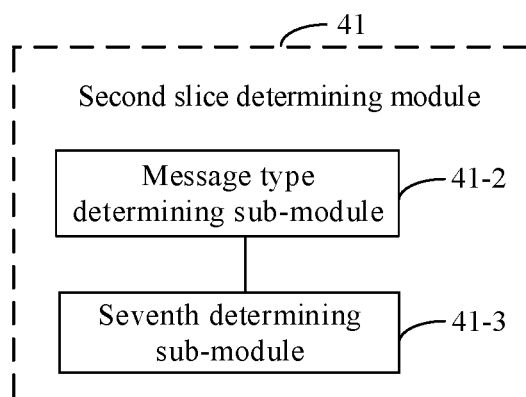 41
Second slice determining module
Message type
determining sub-module
41-2
Seventh determining
sub-module
41-3